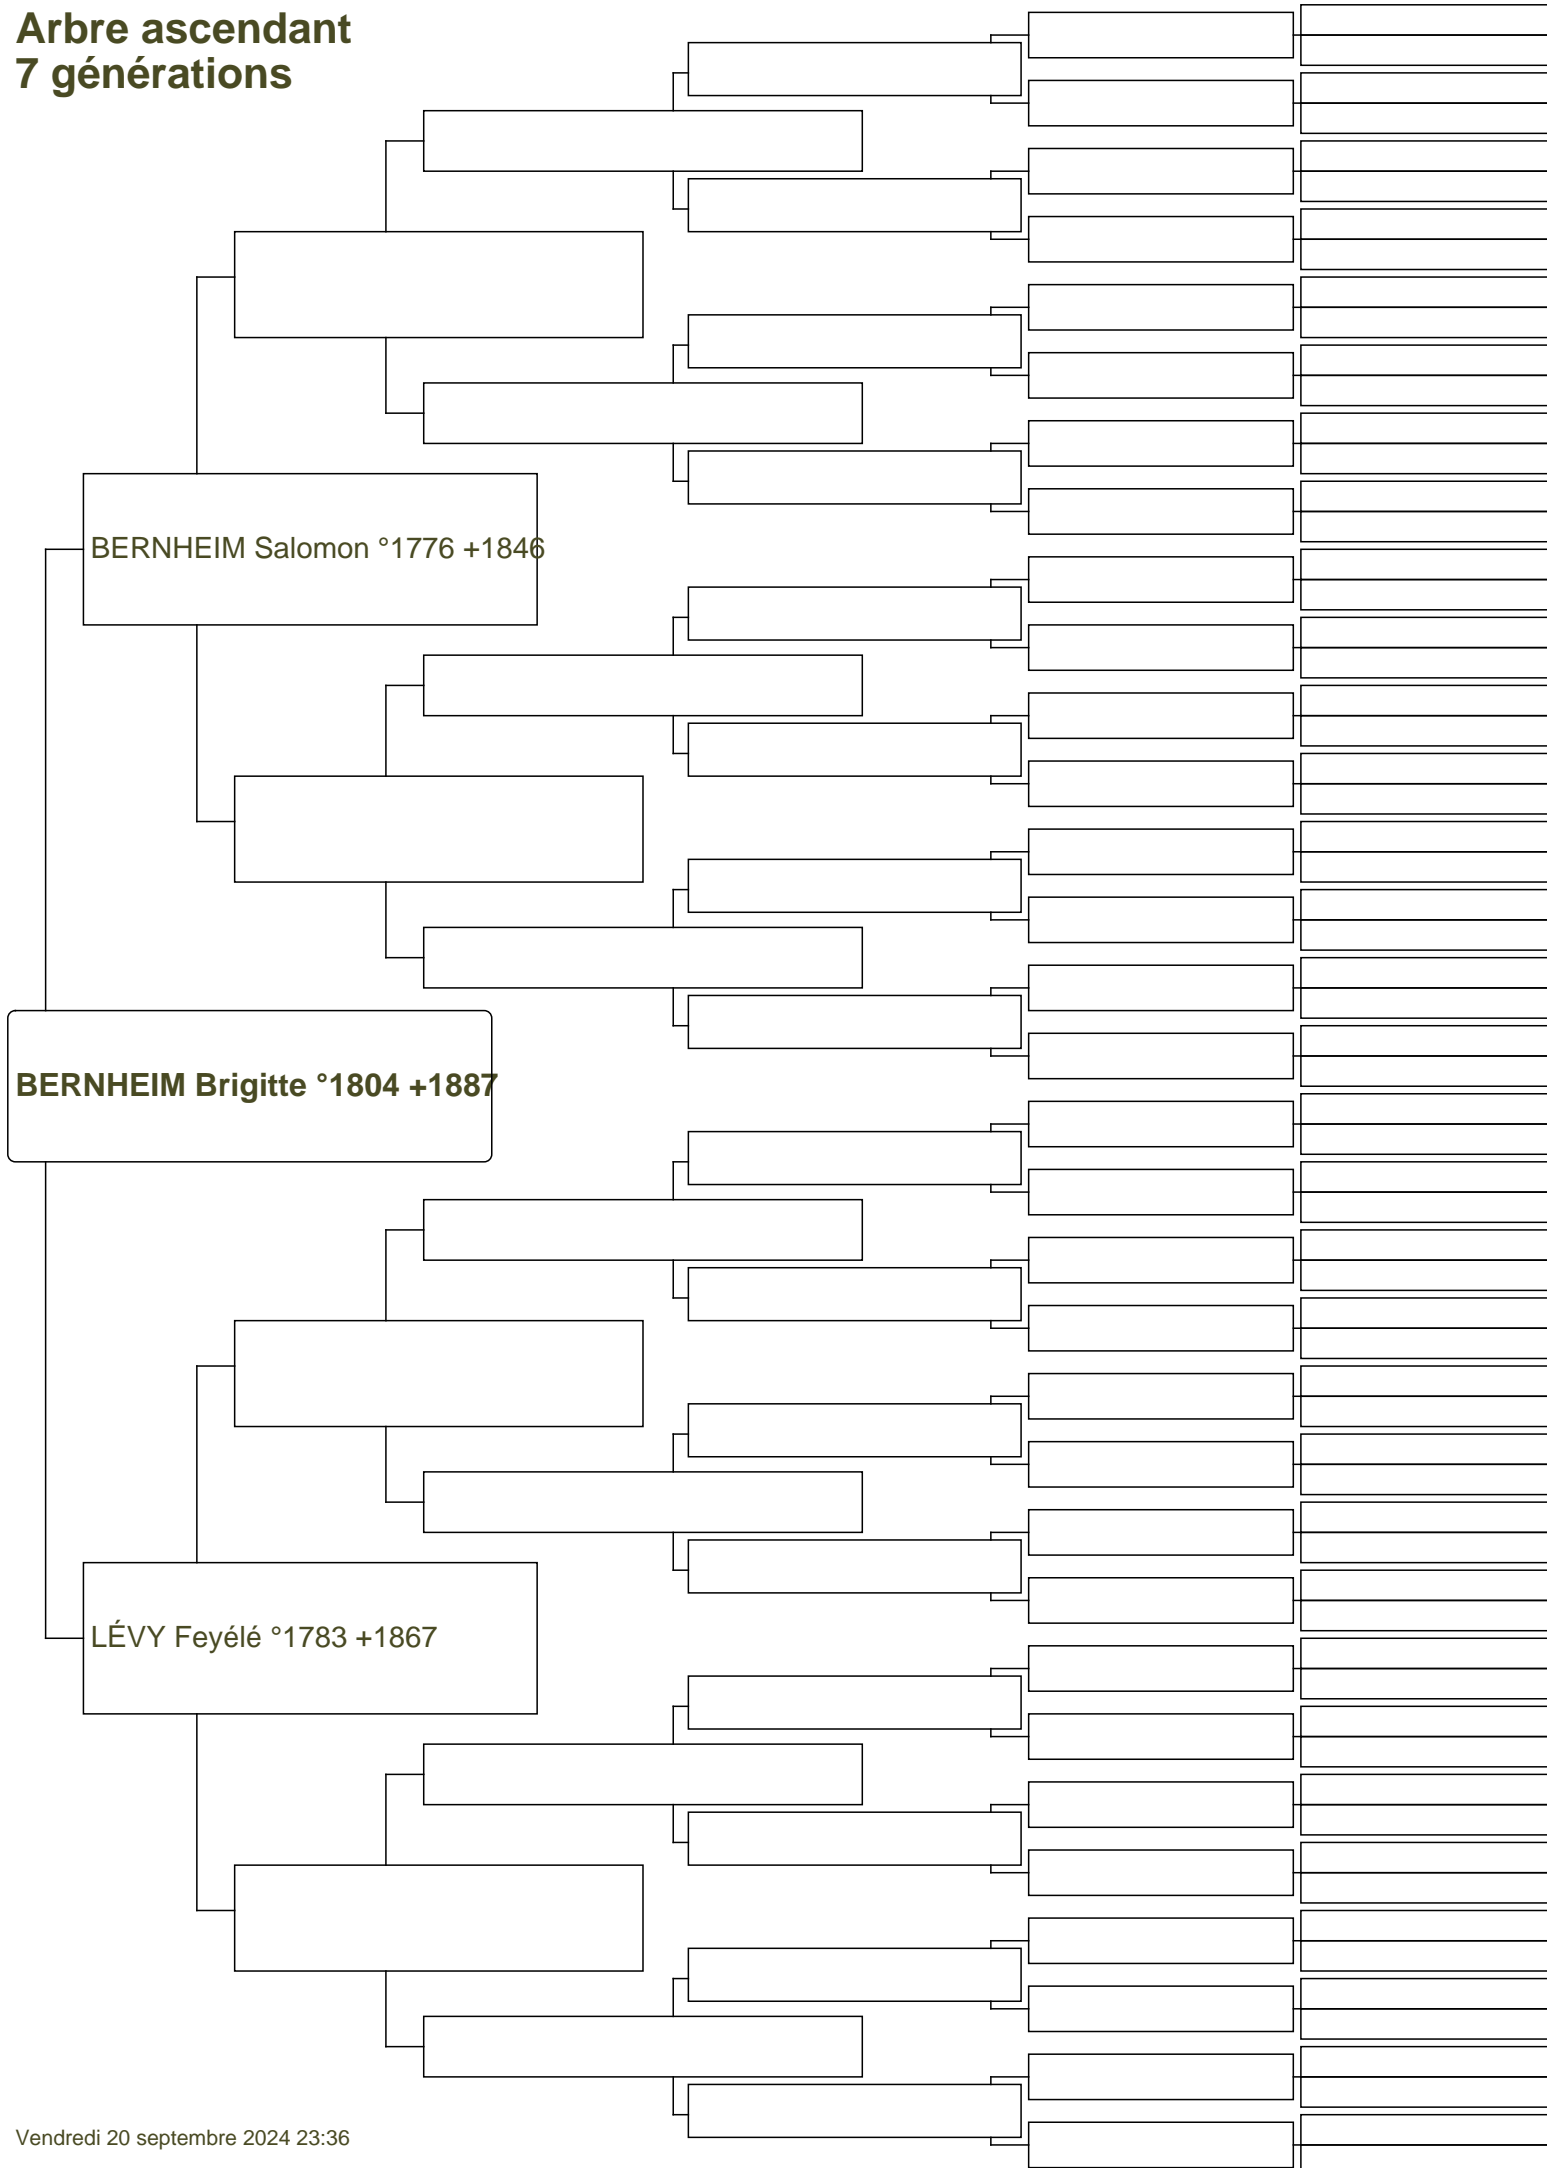 Arbre ascendant
7 générations
BERNHEIM Salomon °1776 +1846
BERNHEIM Brigitte °1804 +1887
LÉVY Feyélé °1783 +1867
Vendredi 20 septembre 2024 23:36